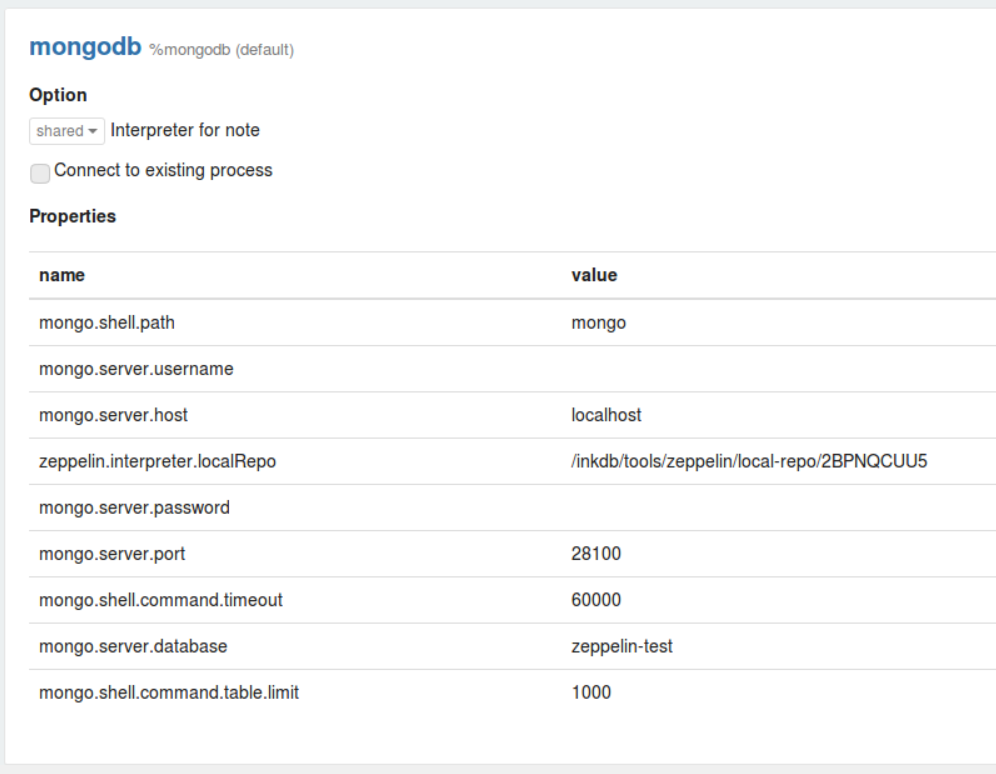 mongodb %mongodb (default)
Option
shared Interpreter for note
Connect to existing process
Properties
name value
mongo.shell.path mongo
mongo.server.username
mongo.server.host localhost
zeppelin.interpreter.localRepo /inkdb/tools/zeppelin/local-repo/2BPNQCUU5
mongo.server.password
mongo.server.port 28100
mongo.shell.command.timeout 60000
mongo.server.database zeppelin-test
mongo.shell.command.table.limit 1000